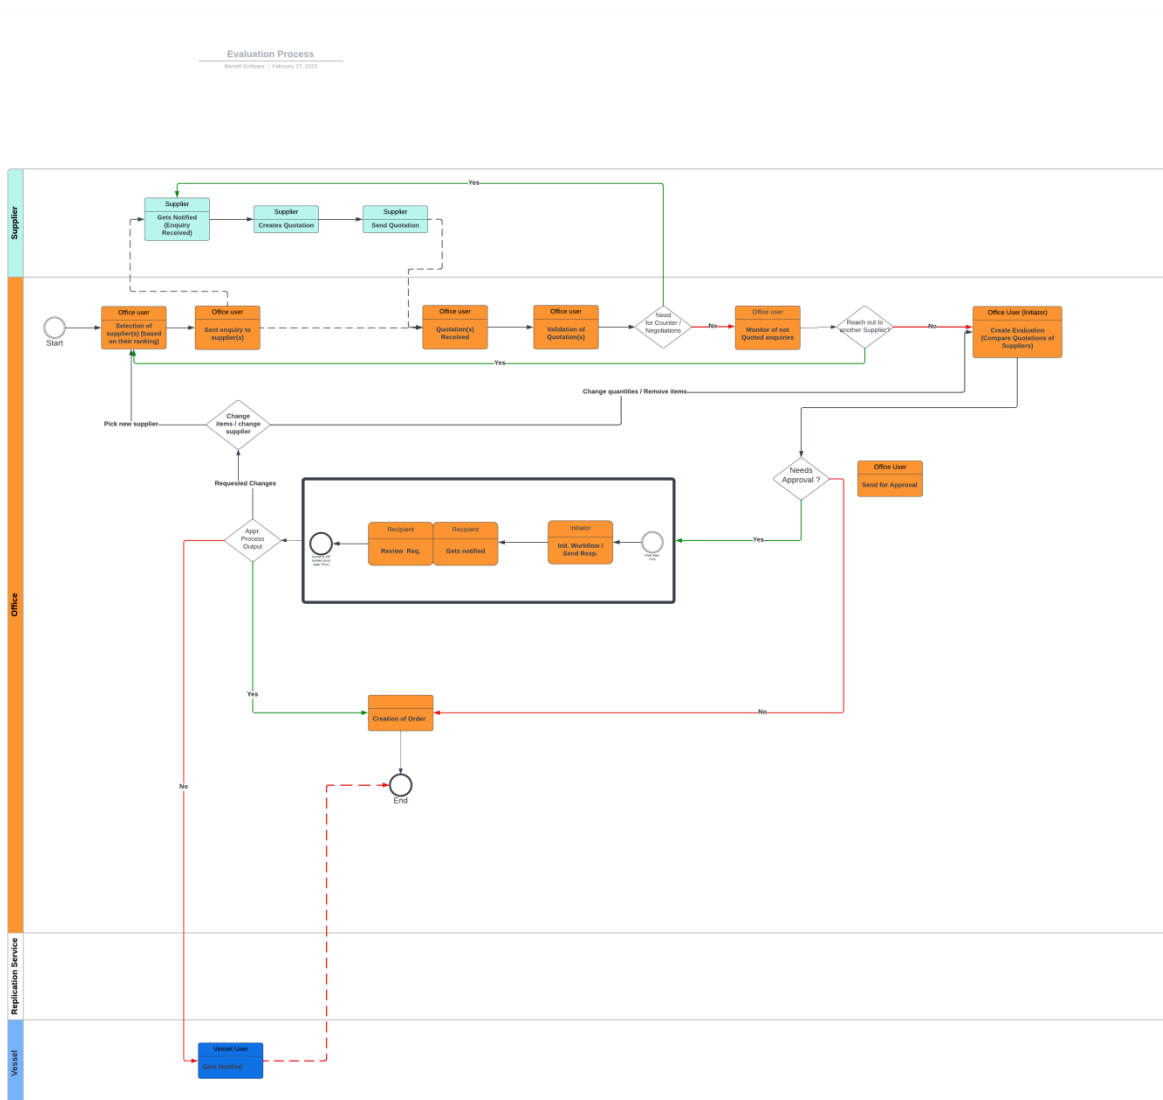 Evaluation Process
Beneth Software | February 27, 2020
Supplier
Yes
Supplier
Gets Notified
(Enquiry
Received)
Supplier
Creates Quotation
Supplier
Send Quotation
Office
Start
Office user
Selection of
supplier(s) (based
on their ranking)
Office user
Sent enquiry to
supplier(s)
Office user
Quotation(s)
Received
Office user
Validation of
Quotation(s)
Need
for Counter /
Negotiations
No
Office user
Monitor of not
Quoted enquiries
Reach out to
another Supplier?
No
Office User (Initiator)
Create Evaluation
(Compare Quotations of
Suppliers)
Yes
Change quantities / Remove items
Pick new supplier
Change
items / change
supplier
Requested Changes
Needs
Approval ?
Office User
Send for Approval
Appr.
Process
Output
Recipient
Review Req.
Recipient
Gets notified
Initiator
Init. Workflow /
Send Resp.
Yes
Yes
Creation of Order
No
No
End
Replication Service
Vessel
Vessel User
Gets Notified